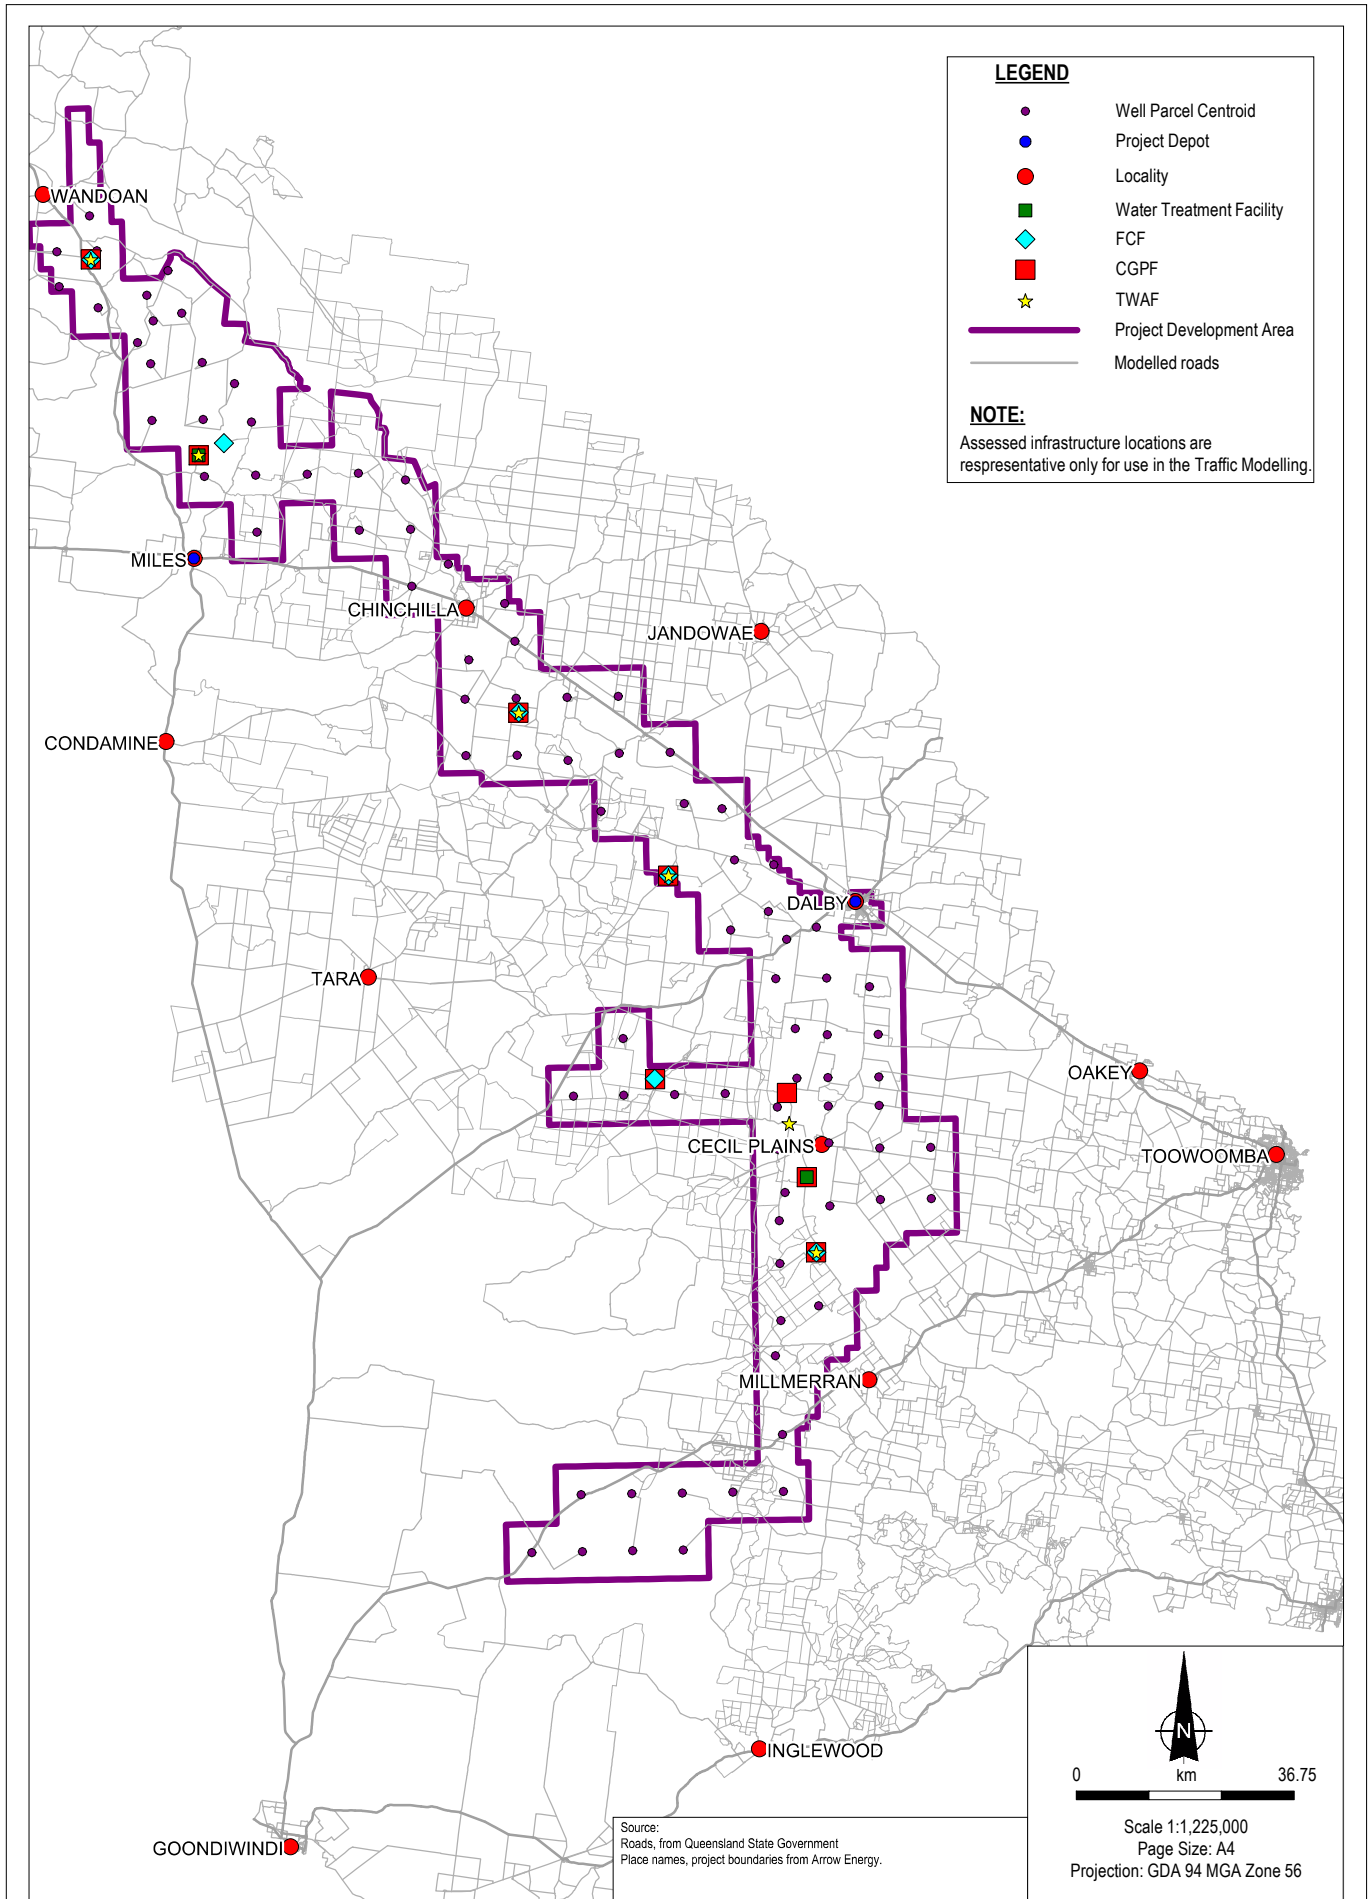 LEGEND
Well Parcel Centroid
Project Depot
Locality
Water Treatment Facility
FCF
CGPF
TWAF
Project Development Area
Modelled roads
NOTE:
Assessed infrastructure locations are
respresentative only for use in the Traffic Modelling.
WANDOAN
MILES
CHINCHILLA
JANDOWAE
CONDAMINE
DALBY
TARA
OAKEY
CECIL PLAINS
TOOWOOMBA
MILLMERRAN
INGLEWOOD
GOONDIWINDI
N
0 km 36.75
Scale 1:1,225,000
Page Size: A4
Projection: GDA 94 MGA Zone 56
Source:
Roads, from Queensland State Government
Place names, project boundaries from Arrow Energy.